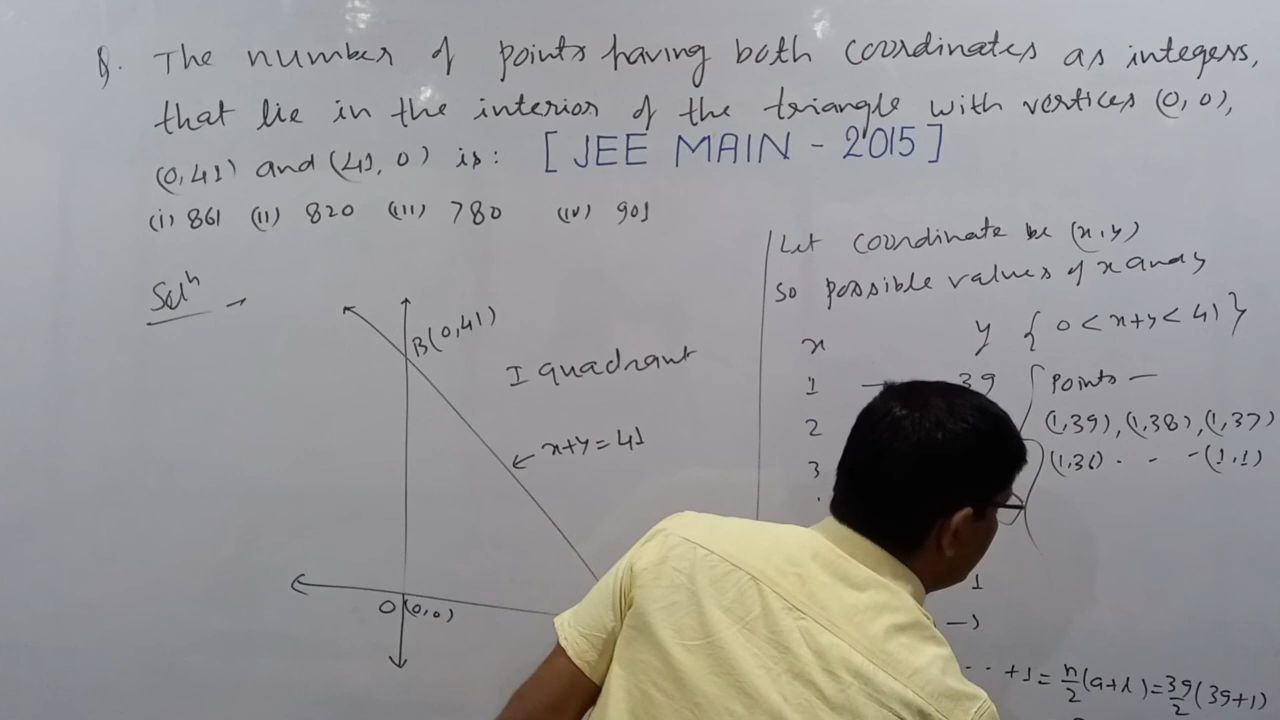 Q. The number of points having both coordinates as integers,
that lie in the interior of the triangle with vertices (0, 0),
(0, 41) and (41, 0) is: [JEE MAIN - 2015]
(i) 861 (ii) 820 (iii) 780 (iv) 901
Solⁿ
B(0,41)
I quadrant
x+y=41
O (0,0)
Let coordinate be (x,y)
So possible values of x and y
x y { 0 < x+y < 41 }
1 — 39
2
3
1
Points —
(1,39), (1,38), (1,37)
(1,36) . - - - (1,1)
.. +1 = n/2 (a+l) = 39/2 (39+1)